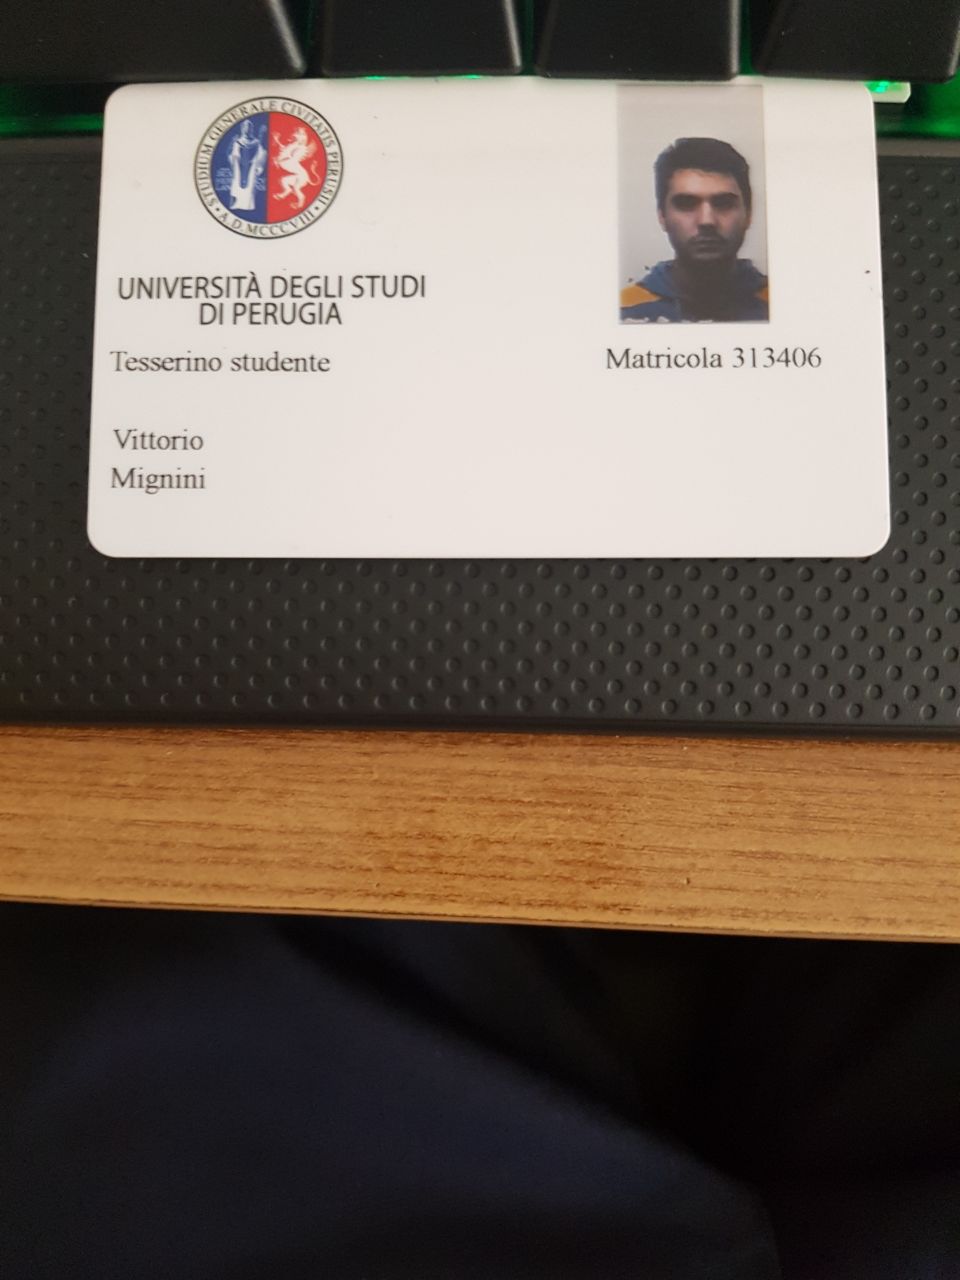 STUDIUM GENERALE CIVITATIS PERUSII
A.D. MCCCVIII
UNIVERSITÀ DEGLI STUDI
DI PERUGIA
Tesserino studente
Matricola 313406
Vittorio
Mignini